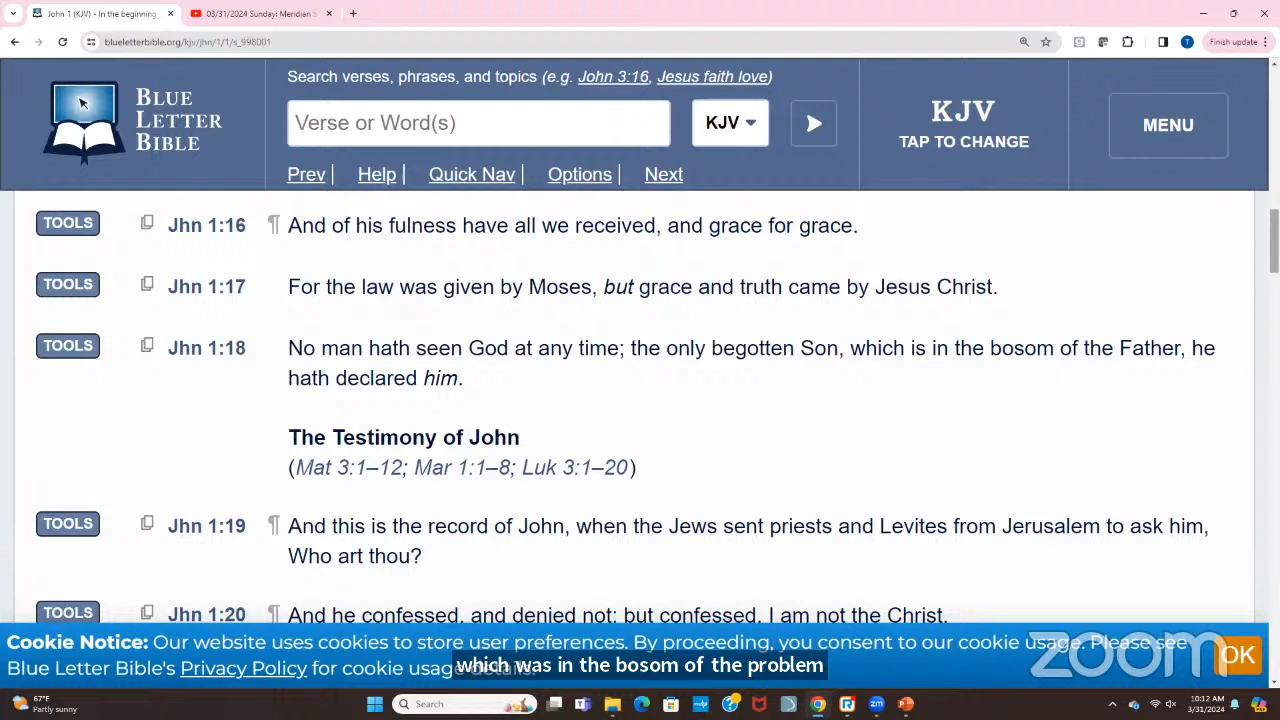 John 1 (KJV) - In the beginning
03/31/2024 Sunday: Meridian S
blueletterbible.org/kjv/jhn/1/1/s_998001
T
Finish update
BLUE
LETTER
BIBLE
Search verses, phrases, and topics (e.g. John 3:16, Jesus faith love)
Verse or Word(s)
KJV
Prev | Help | Quick Nav | Options | Next
KJV
TAP TO CHANGE
MENU
TOOLS Jhn 1:16 ¶ And of his fulness have all we received, and grace for grace.
TOOLS Jhn 1:17 For the law was given by Moses, but grace and truth came by Jesus Christ.
TOOLS Jhn 1:18 No man hath seen God at any time; the only begotten Son, which is in the bosom of the Father, he
hath declared him.
The Testimony of John
(Mat 3:1–12; Mar 1:1–8; Luk 3:1–20)
TOOLS Jhn 1:19 ¶ And this is the record of John, when the Jews sent priests and Levites from Jerusalem to ask him,
Who art thou?
TOOLS Jhn 1:20 ¶ And he confessed, and denied not; but confessed, I am not the Christ.
Cookie Notice: Our website uses cookies to store user preferences. By proceeding, you consent to our cookie usage. Please see
Blue Letter Bible's Privacy Policy for cookie usage details.
OK
zoom
which was in the bosom of the problem
67°F
Partly sunny
Search
10:12 AM
3/31/2024